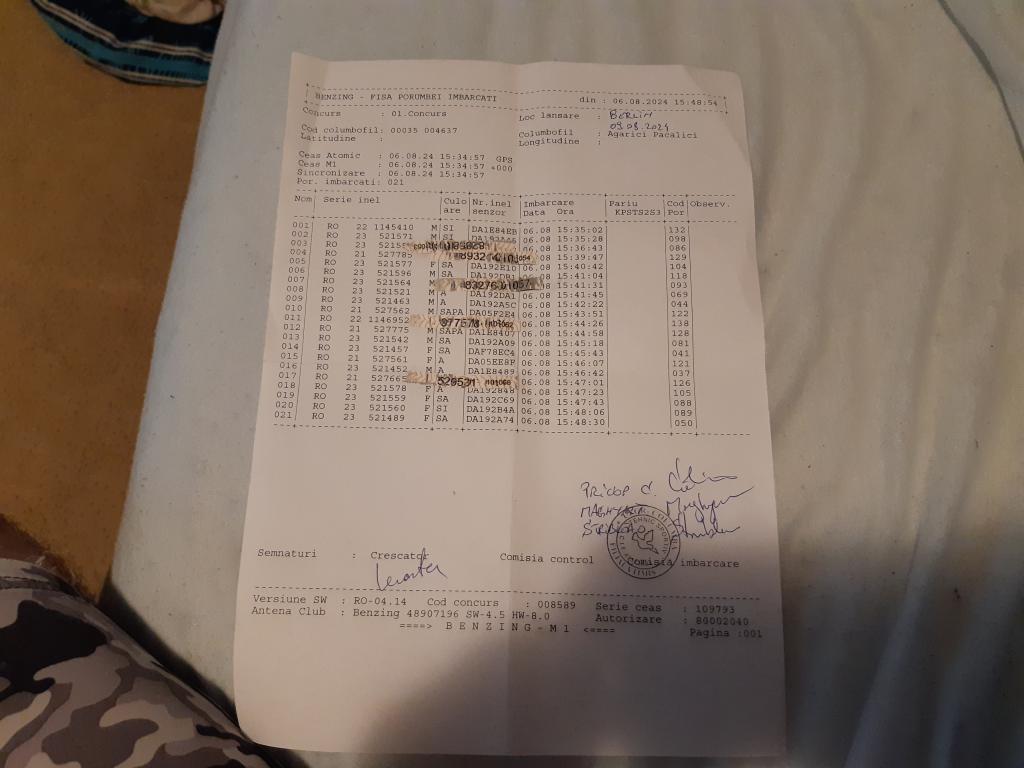 BENZING - FISA PORUMBEI IMBARCATI din : 06.08.2024 15:48:54
Concurs : 01.Concurs Loc lansare : BERLIN
09.08.2024
Cod columbofil: 00035 004637 Columbofil : Agarici Pacalici
Latitudine : Longitudine :
Ceas Atomic : 06.08.24 15:34:57 GPS
Ceas M1 : 06.08.24 15:34:57 +000
Sincronizare : 06.08.24 15:34:57
Por. imbarcati: 021
Nom Serie inel Culo Nr.inel Imbarcare Pariu Cod Observ.
are senzor Data Ora KPSTS2S3 Por
001 RO 22 1145410 M SI DA1E84EB 06.08 15:35:02 132
002 RO 23 521571 M SI 06.08 15:35:28 098
003 RO 23 06.08 15:36:43 086
004 RO 21 527785 06.08 15:39:47 129
005 RO 23 521577 F SA DA192E10 06.08 15:40:42 104
006 RO 23 521596 M SA DA192DB1 06.08 15:41:04 118
007 RO 23 521564 M 06.08 15:41:31 093
008 RO 23 521521 M A DA192DA1 06.08 15:41:45 069
009 RO 23 521463 M A DA192A5C 06.08 15:42:22 044
010 RO 21 527562 M SAPA DA05F2E4 06.08 15:43:51 122
011 RO 22 1146952 06.08 15:44:26 138
012 RO 21 527775 M SAPA DA1E8407 06.08 15:44:58 128
013 RO 23 521542 M SA DA192A09 06.08 15:45:18 081
014 RO 23 521457 F SA DAF78EC4 06.08 15:45:43 041
015 RO 21 527561 F A DA05EE8F 06.08 15:46:07 121
016 RO 23 521452 M A DA1E8489 06.08 15:46:42 037
017 RO 21 527665 06.08 15:47:01 126
018 RO 23 521578 F A DA192848 06.08 15:47:23 105
019 RO 23 521559 F SA DA192C69 06.08 15:47:43 088
020 RO 23 521560 F SI DA192B4A 06.08 15:48:06 089
021 RO 23 521489 F SA DA192A74 06.08 15:48:30 050
PRICOP C.
Semnaturi : Crescator Comisia control Comisia imbarcare
Versiune SW : RO-04.14 Cod concurs : 008589 Serie ceas : 109793
Antena Club : Benzing 48907196 SW-4.5 HW-8.0 Autorizare : 80002040
====> B E N Z I N G - M 1 <==== Pagina :001